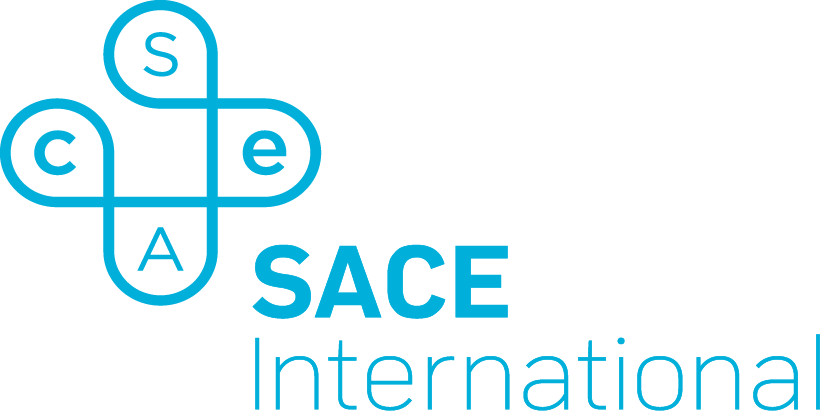 S
c e
A
SACE
International